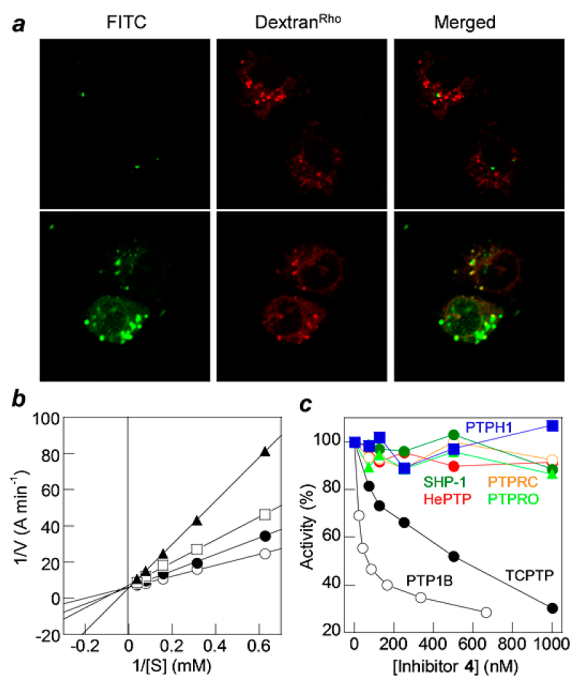 a
FITC
Dextran^Rho
Merged
b
100
80
60
40
20
0
-20
1/V (A min⁻¹)
-0.2
0
0.2
0.4
0.6
1/[S] (mM)
c
100
80
60
40
20
Activity (%)
PTPH1
SHP-1 PTPRC
HePTP PTPRO
PTP1B
TCPTP
0 200 400 600 800 1000
[Inhibitor 4] (nM)